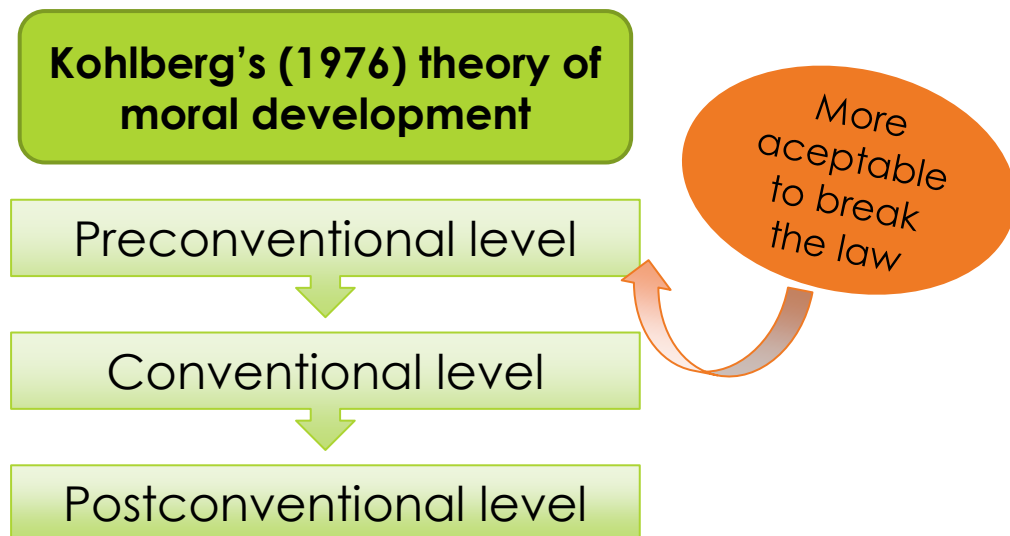 Kohlberg’s (1976) theory of
moral development
More
aceptable
to break
the law
Preconventional level
Conventional level
Postconventional level